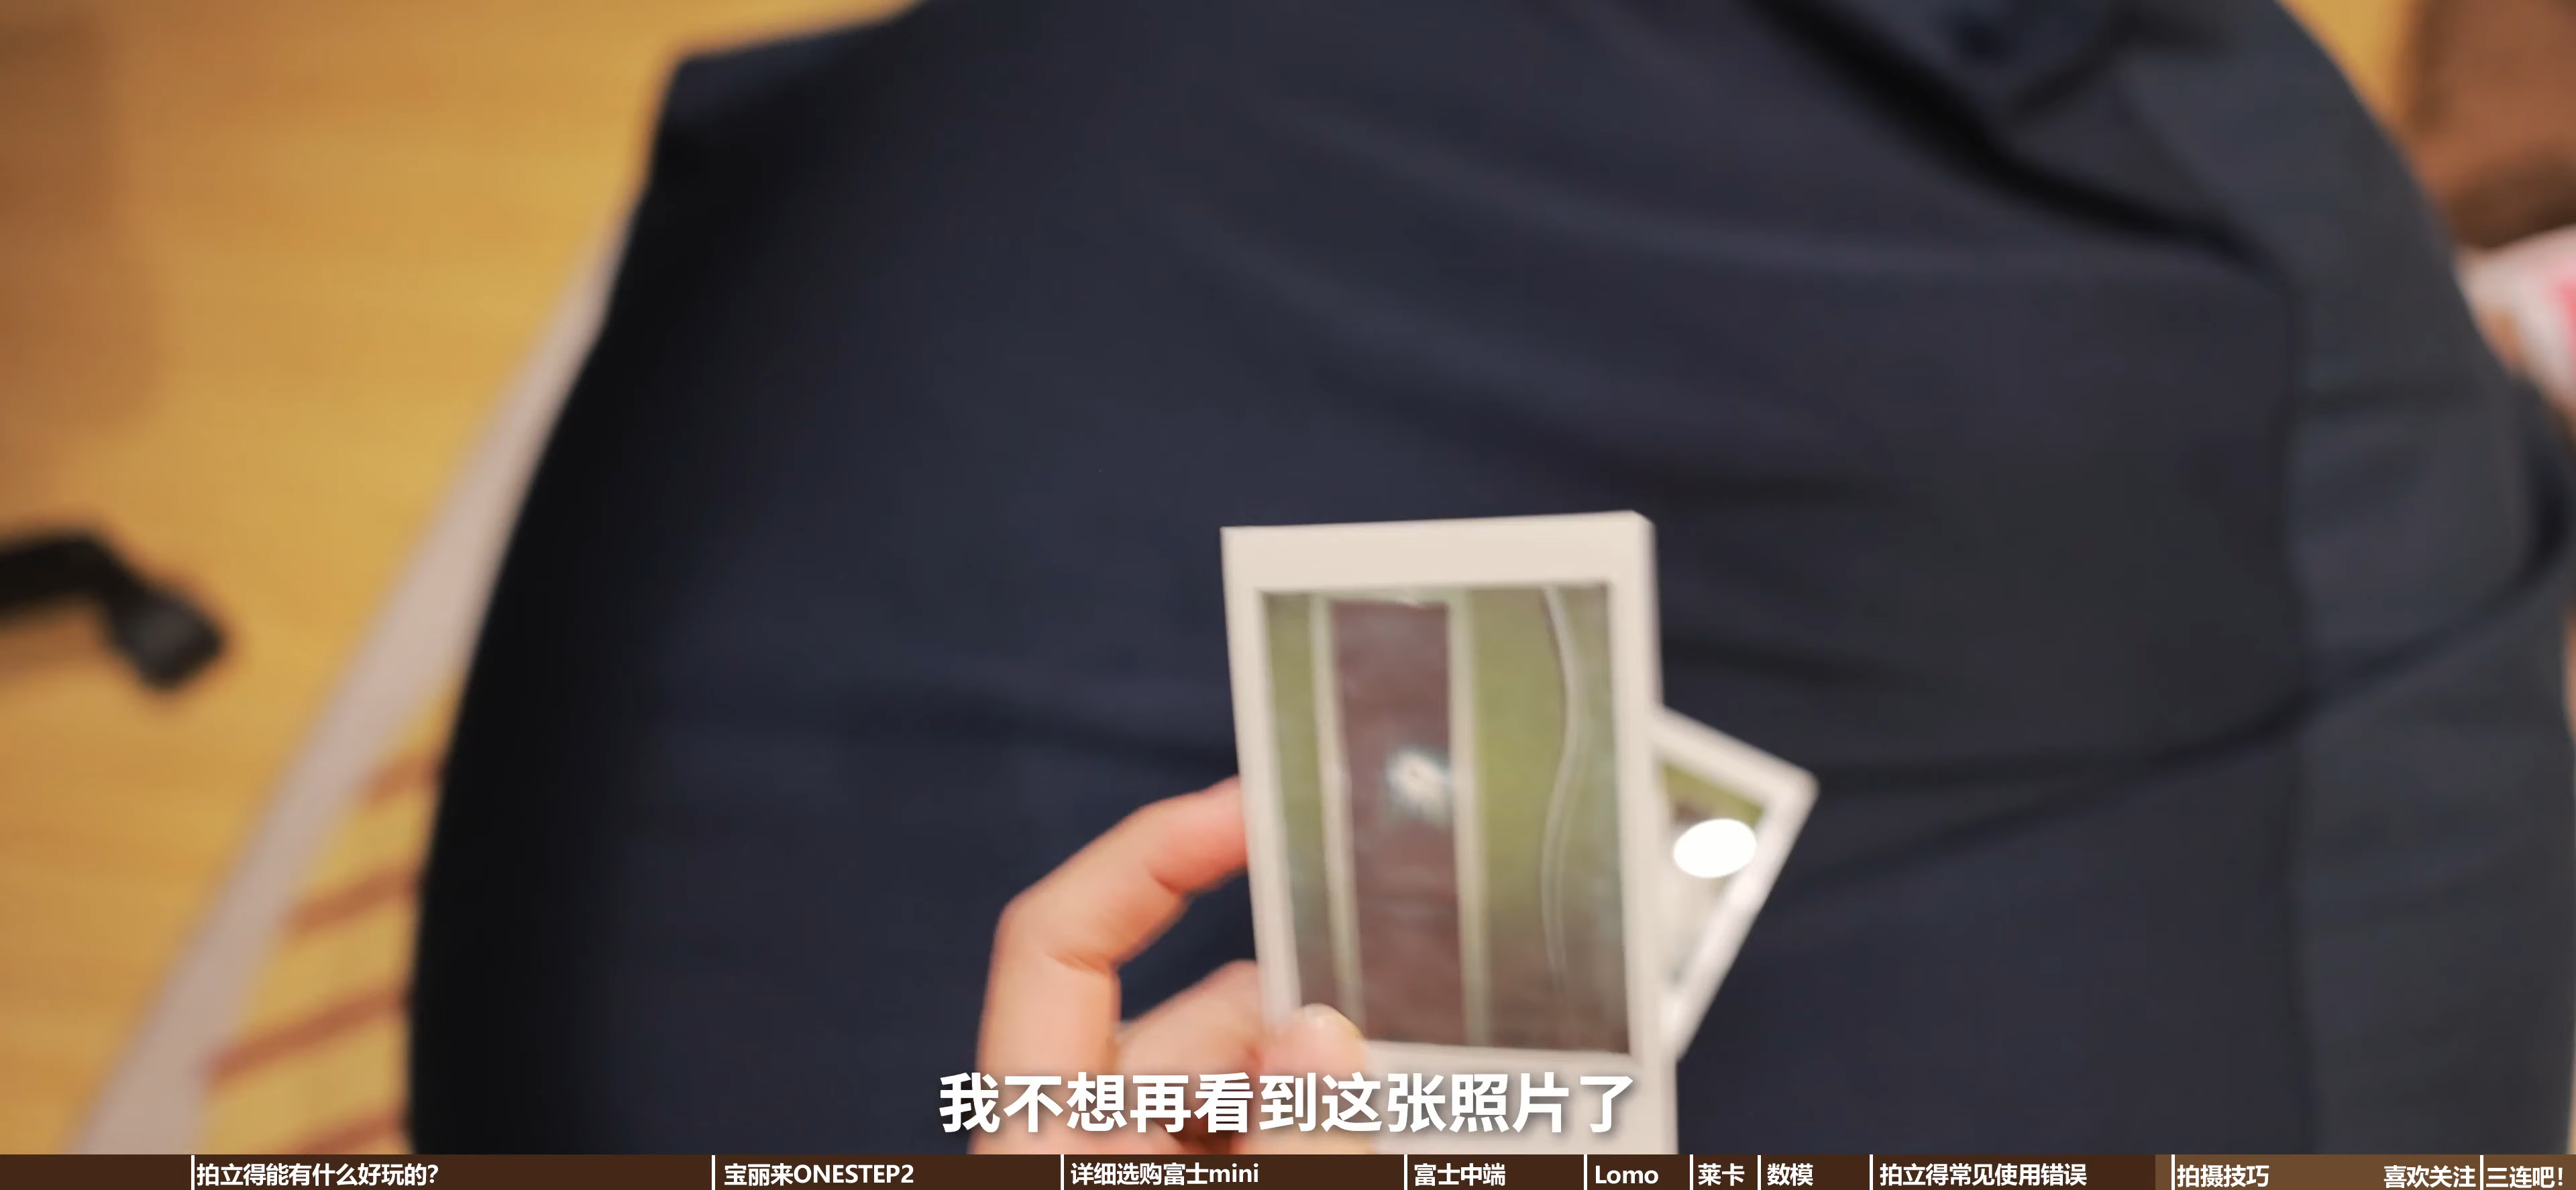 我不想再看到这张照片了
拍立得能有什么好玩的?
宝丽来ONESTEP2
详细选购富士mini
富士中端
Lomo
莱卡
数模
拍立得常见使用错误
拍摄技巧
喜欢关注
三连吧!